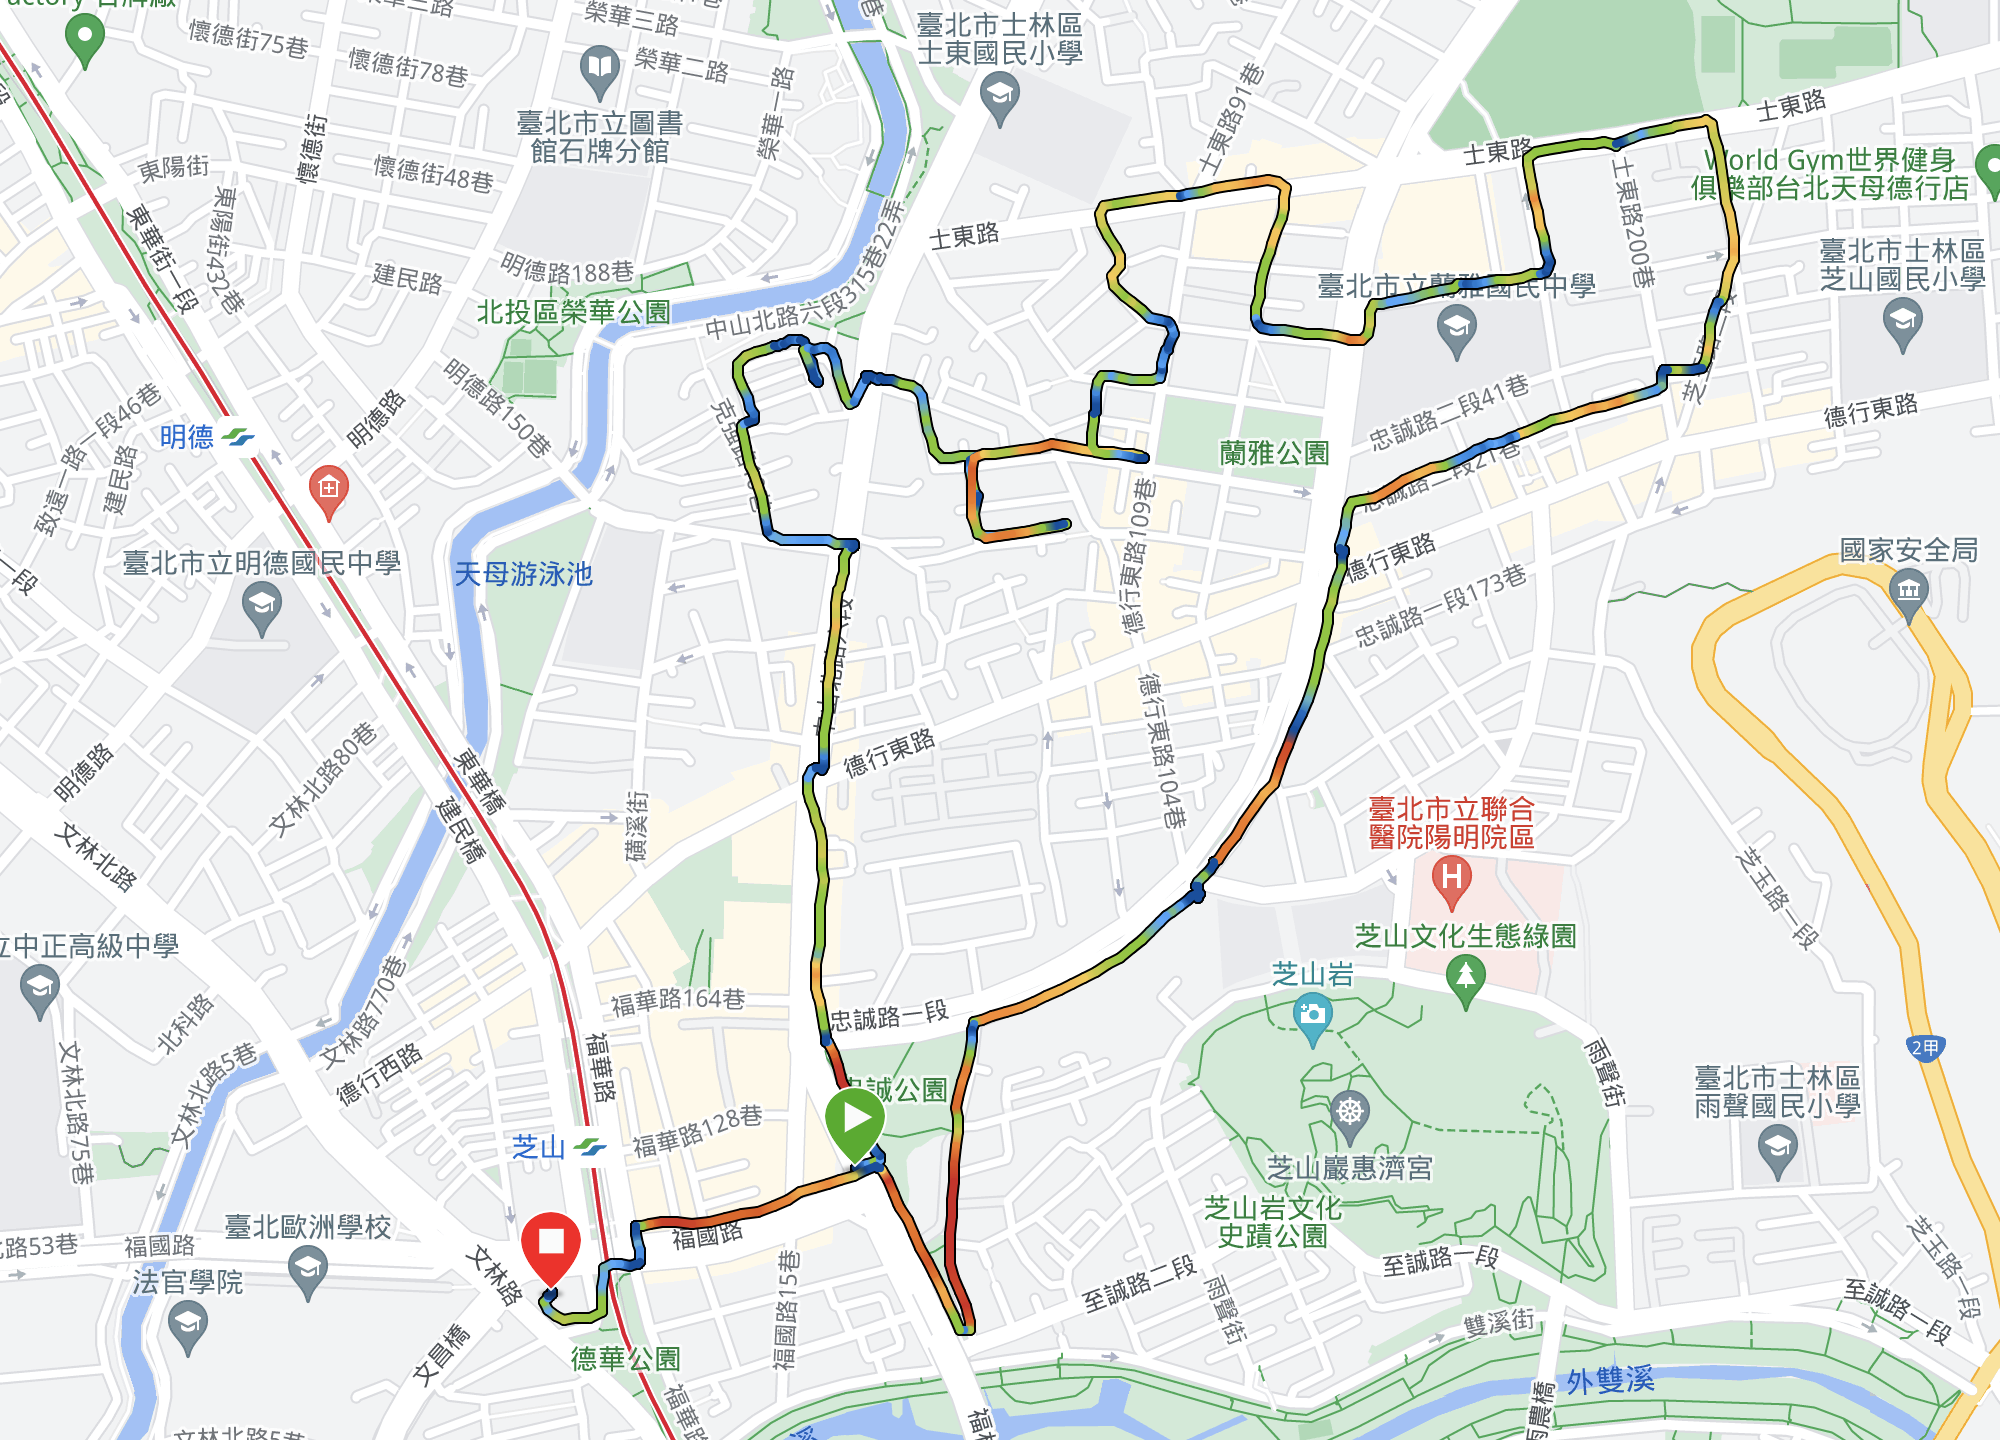 榮華三路
懷德街75巷
懷德街78巷
榮華二路
榮華一路
臺北市士林區
士東國民小學
士東路91巷
士東路
臺北市立圖書
館石牌分館
東陽街
懷德街
懷德街48巷
東陽街432巷
東華街一段
士東路
World Gym世界健身
俱樂部台北天母德行店
士東路200巷
士東路
建民路
明德路188巷
中山北路六段315巷22弄
北投區榮華公園
臺北市立蘭雅國民中學
臺北市士林區
芝山國民小學
明德路150巷
明德路
明德
致遠一路一段46巷
建民路
蘭雅公園
忠誠路二段41巷
忠誠路二段21巷
德行東路
德行東路109巷
臺北市立明德國民中學
天母游泳池
德行東路
忠誠路一段173巷
國家安全局
德行東路
德行東路104巷
明德路
文林北路80巷
東華橋
建民橋
磺溪街
文林北路
臺北市立聯合
醫院陽明院區
芝玉路一段
立中正高級中學
芝山文化生態綠園
芝山岩
北科路
文林路770巷
福華路164巷
忠誠路一段
文林北路5巷
文林北路75巷
德行西路
福華路
忠誠公園
2甲
雨聲街
臺北市士林區
雨聲國民小學
芝山
福華路128巷
芝山巖惠濟宮
芝山岩文化
史蹟公園
臺北歐洲學校
福國路
路53巷
法官學院
文林路
福國路
福國路15巷
至誠路二段
至誠路一段
雨聲街
芝玉路一段
至誠路一段
雙溪街
文昌橋
德華公園
福華路
外雙溪
雨農橋
文林北路5巷